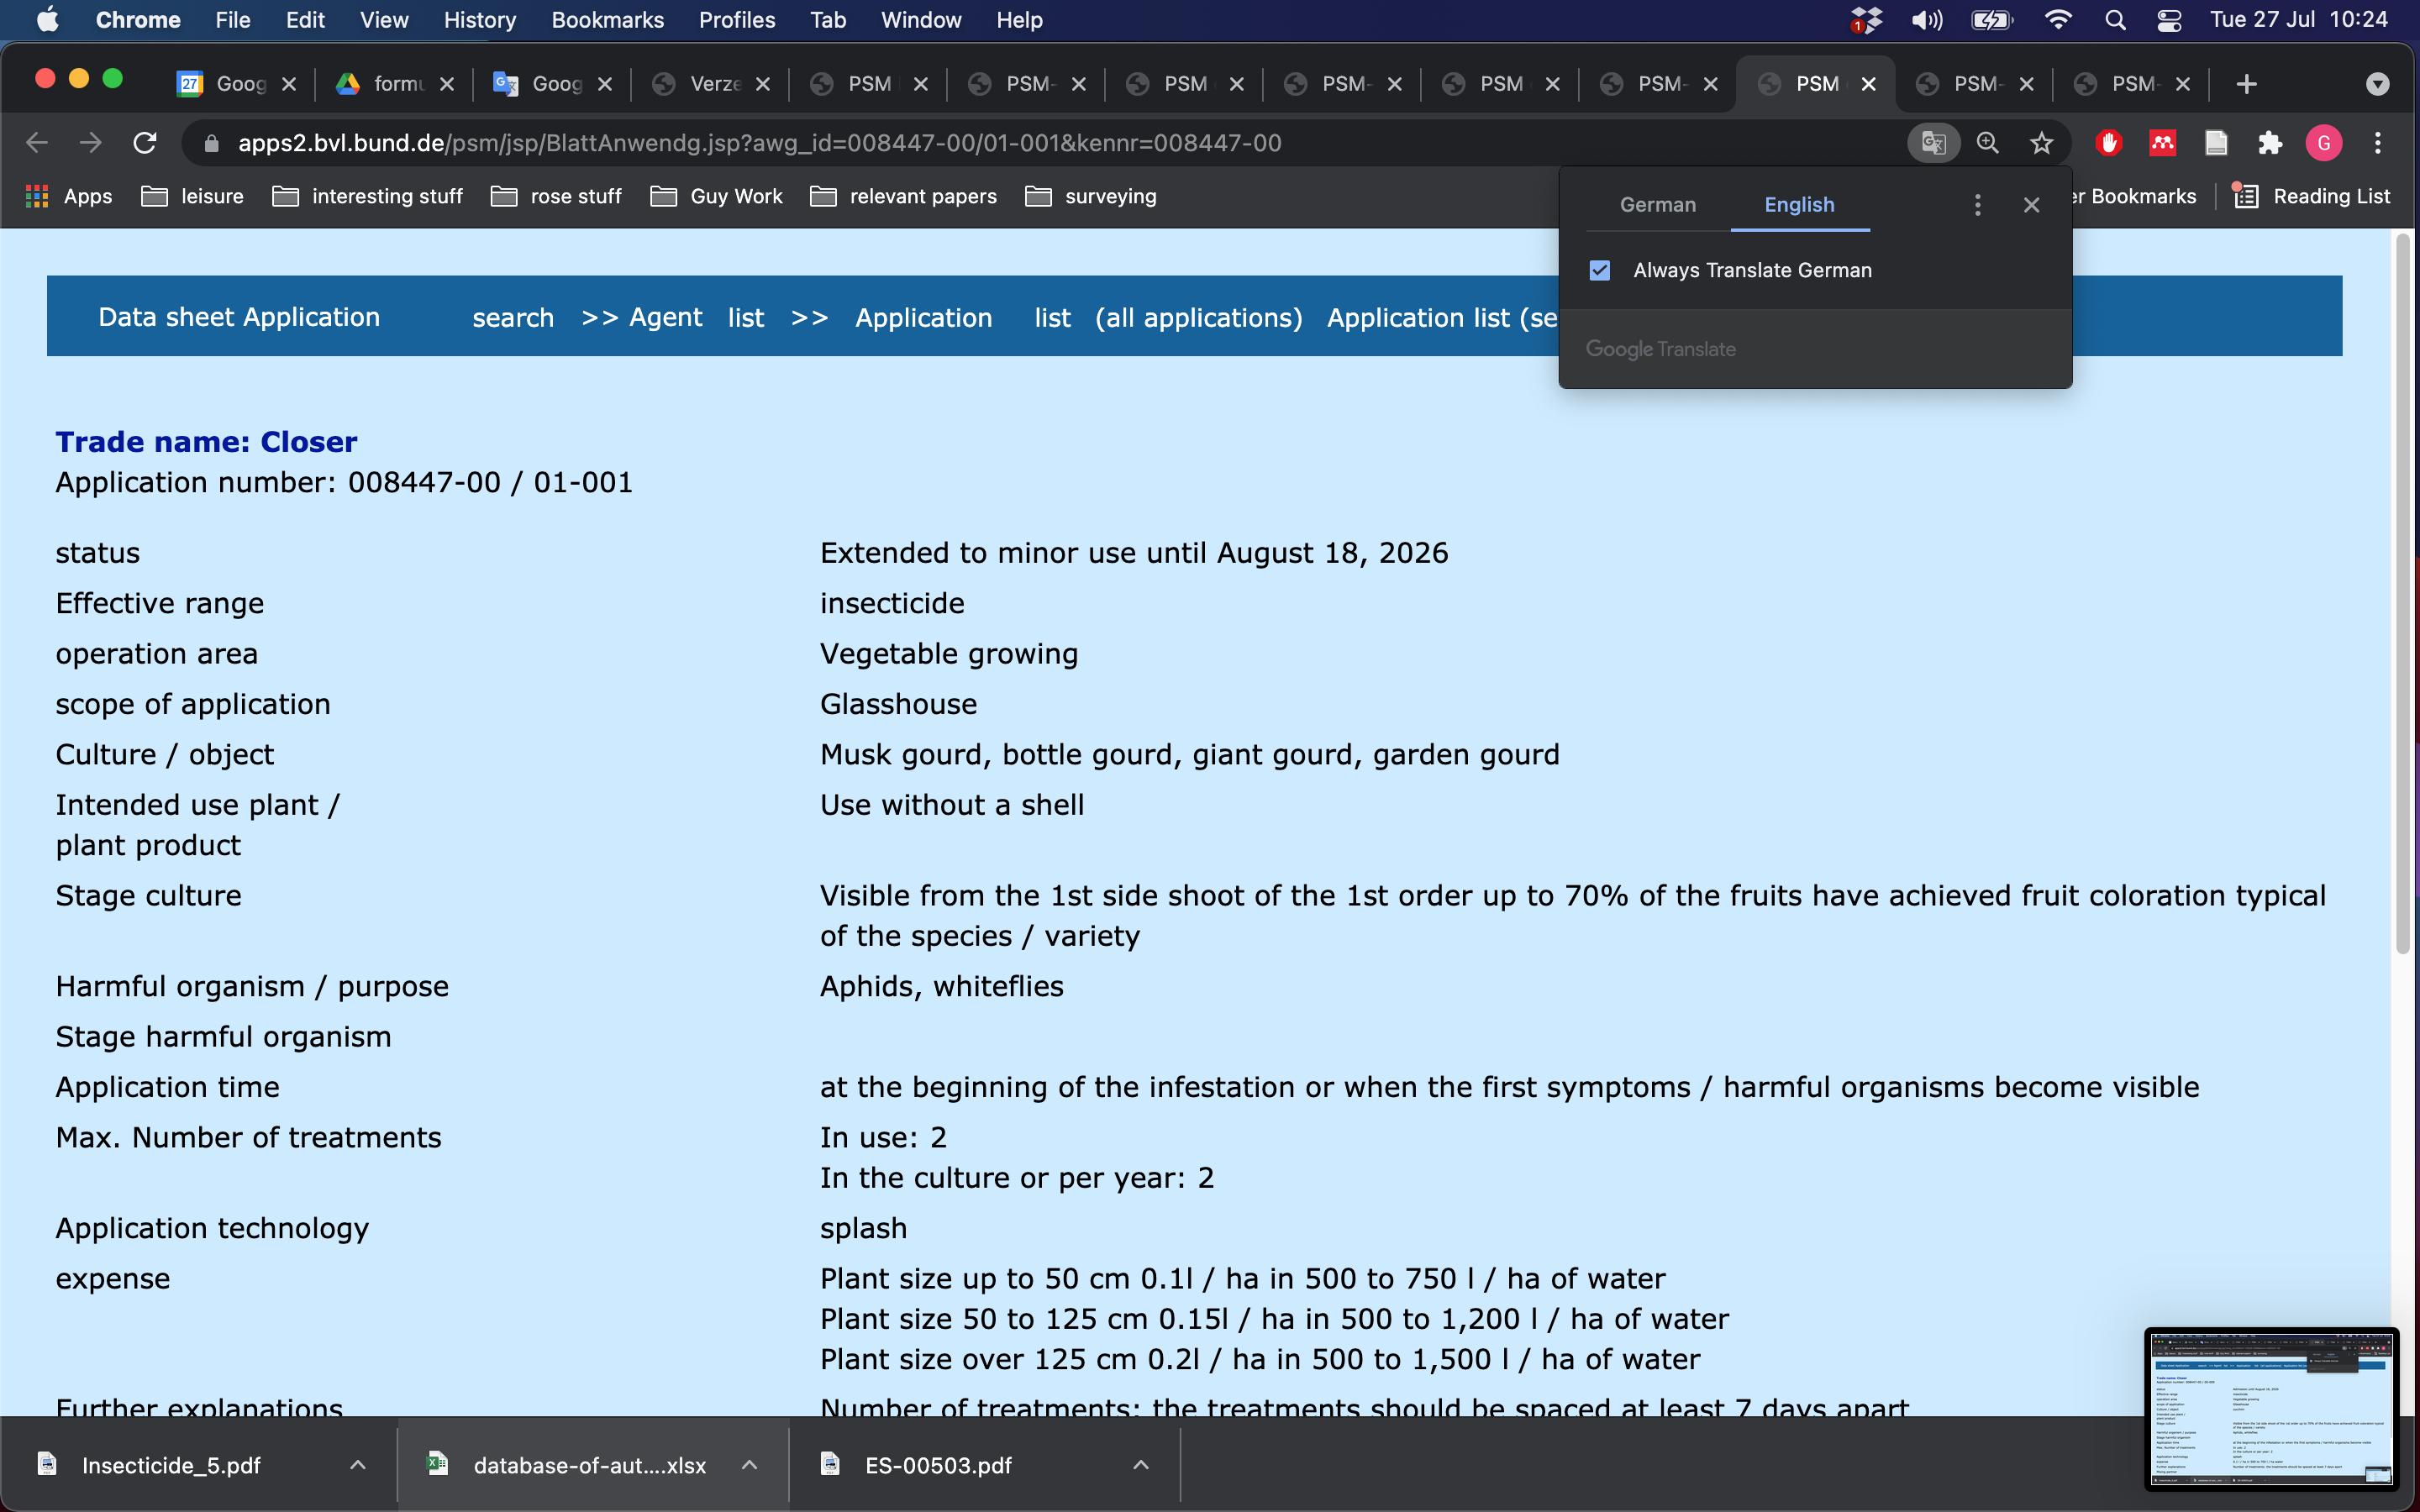 Chrome File Edit View History Bookmarks Profiles Tab Window Help 1 Tue 27 Jul 10:24
27 Goog formu Goog Verze PSM PSM- PSM PSM- PSM PSM- PSM PSM- PSM-
apps2.bvl.bund.de/psm/jsp/BlattAnwendg.jsp?awg_id=008447-00/01-001&kennr=008447-00 G
Apps leisure interesting stuff rose stuff Guy Work relevant papers surveying er Bookmarks Reading List
German English
Always Translate German
Google Translate
Data sheet Application search >> Agent list >> Application list (all applications) Application list (se
Trade name: Closer
Application number: 008447-00 / 01-001
status Extended to minor use until August 18, 2026
Effective range insecticide
operation area Vegetable growing
scope of application Glasshouse
Culture / object Musk gourd, bottle gourd, giant gourd, garden gourd
Intended use plant / Use without a shell
plant product
Stage culture Visible from the 1st side shoot of the 1st order up to 70% of the fruits have achieved fruit coloration typical
of the species / variety
Harmful organism / purpose Aphids, whiteflies
Stage harmful organism
Application time at the beginning of the infestation or when the first symptoms / harmful organisms become visible
Max. Number of treatments In use: 2
In the culture or per year: 2
Application technology splash
expense Plant size up to 50 cm 0.1l / ha in 500 to 750 l / ha of water
Plant size 50 to 125 cm 0.15l / ha in 500 to 1,200 l / ha of water
Plant size over 125 cm 0.2l / ha in 500 to 1,500 l / ha of water
Further explanations Number of treatments: the treatments should be spaced at least 7 days apart
Insecticide_5.pdf database-of-aut....xlsx ES-00503.pdf